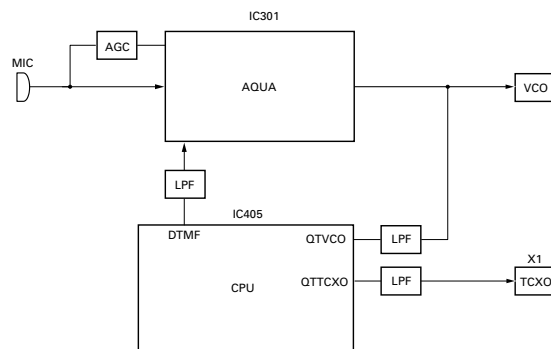 IC301
AGC
MIC
AQUA
VCO
LPF
IC405
DTMF
QTVCO
LPF
X1
QTTCXO
LPF
TCXO
CPU